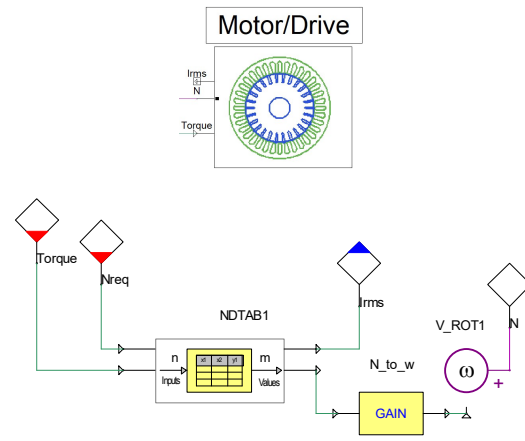 Motor/Drive
Irms
N
Torque
Torque
Nreq
Irms
N
NDTAB1
V_ROT1
n
x1 x2 y1
m
Inputs
Values
N_to_w
ω
+
GAIN